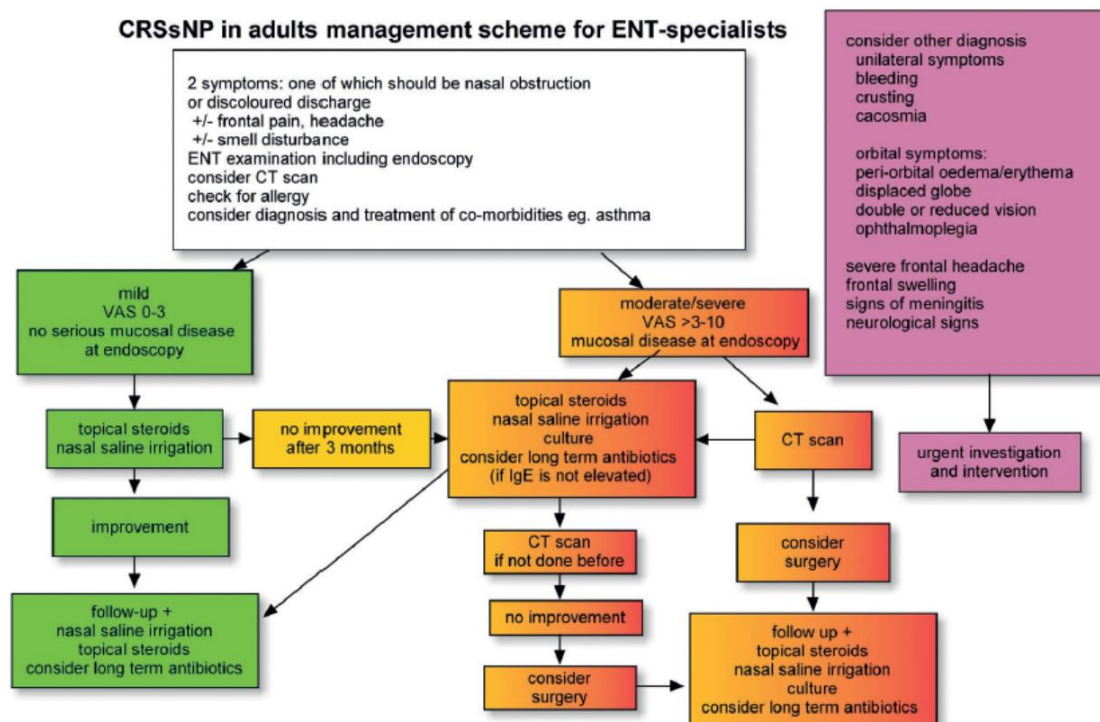 CRSsNP in adults management scheme for ENT-specialists
2 symptoms: one of which should be nasal obstruction
or discoloured discharge
+/- frontal pain, headache
+/- smell disturbance
ENT examination including endoscopy
consider CT scan
check for allergy
consider diagnosis and treatment of co-morbidities eg. asthma
consider other diagnosis
unilateral symptoms
bleeding
crusting
cacosmia
orbital symptoms:
peri-orbital oedema/erythema
displaced globe
double or reduced vision
ophthalmoplegia
severe frontal headache
frontal swelling
signs of meningitis
neurological signs
mild
VAS 0-3
no serious mucosal disease
at endoscopy
moderate/severe
VAS >3-10
mucosal disease at endoscopy
topical steroids
nasal saline irrigation
no improvement
after 3 months
topical steroids
nasal saline irrigation
culture
consider long term antibiotics
(if IgE is not elevated)
CT scan
urgent investigation
and intervention
improvement
CT scan
if not done before
consider
surgery
follow-up +
nasal saline irrigation
topical steroids
consider long term antibiotics
no improvement
consider
surgery
follow up +
topical steroids
nasal saline irrigation
culture
consider long term antibiotics